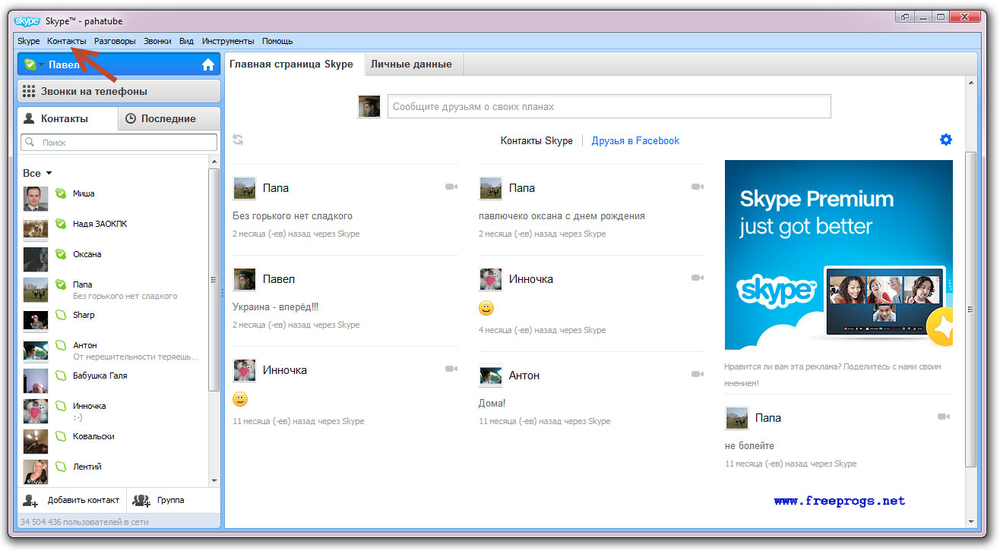 Skype™ - pahatube
Skype Контакты Разговоры Звонки Вид Инструменты Помощь
Павел
Звонки на телефоны
Контакты Последние
Поиск
Все
Миша
Надя ЗАОКПК
Оксана
Папа
Без горького нет сладкого
Sharp
Антон
От нерешительности теряешь...
Бабушка Галя
Инночка
:-)
Ковальски
Лентий
Добавить контакт Группа
34 504 436 пользователей в сети
Главная страница Skype Личные данные
Сообщите друзьям о своих планах
Контакты Skype Друзья в Facebook
Папа
Без горького нет сладкого
2 месяца (-ев) назад через Skype
Павел
Украина - вперёд!!!
2 месяца (-ев) назад через Skype
Инночка
11 месяца (-ев) назад через Skype
Папа
павлючеко оксана с днем рождения
2 месяца (-ев) назад через Skype
Инночка
4 месяца (-ев) назад через Skype
Антон
Дома!
11 месяца (-ев) назад через Skype
Skype Premium
just got better
skype™
Нравится ли вам эта реклама? Поделитесь с нами своим
мнением!
Папа
не болейте
11 месяца (-ев) назад через Skype
www.freeprogs.net